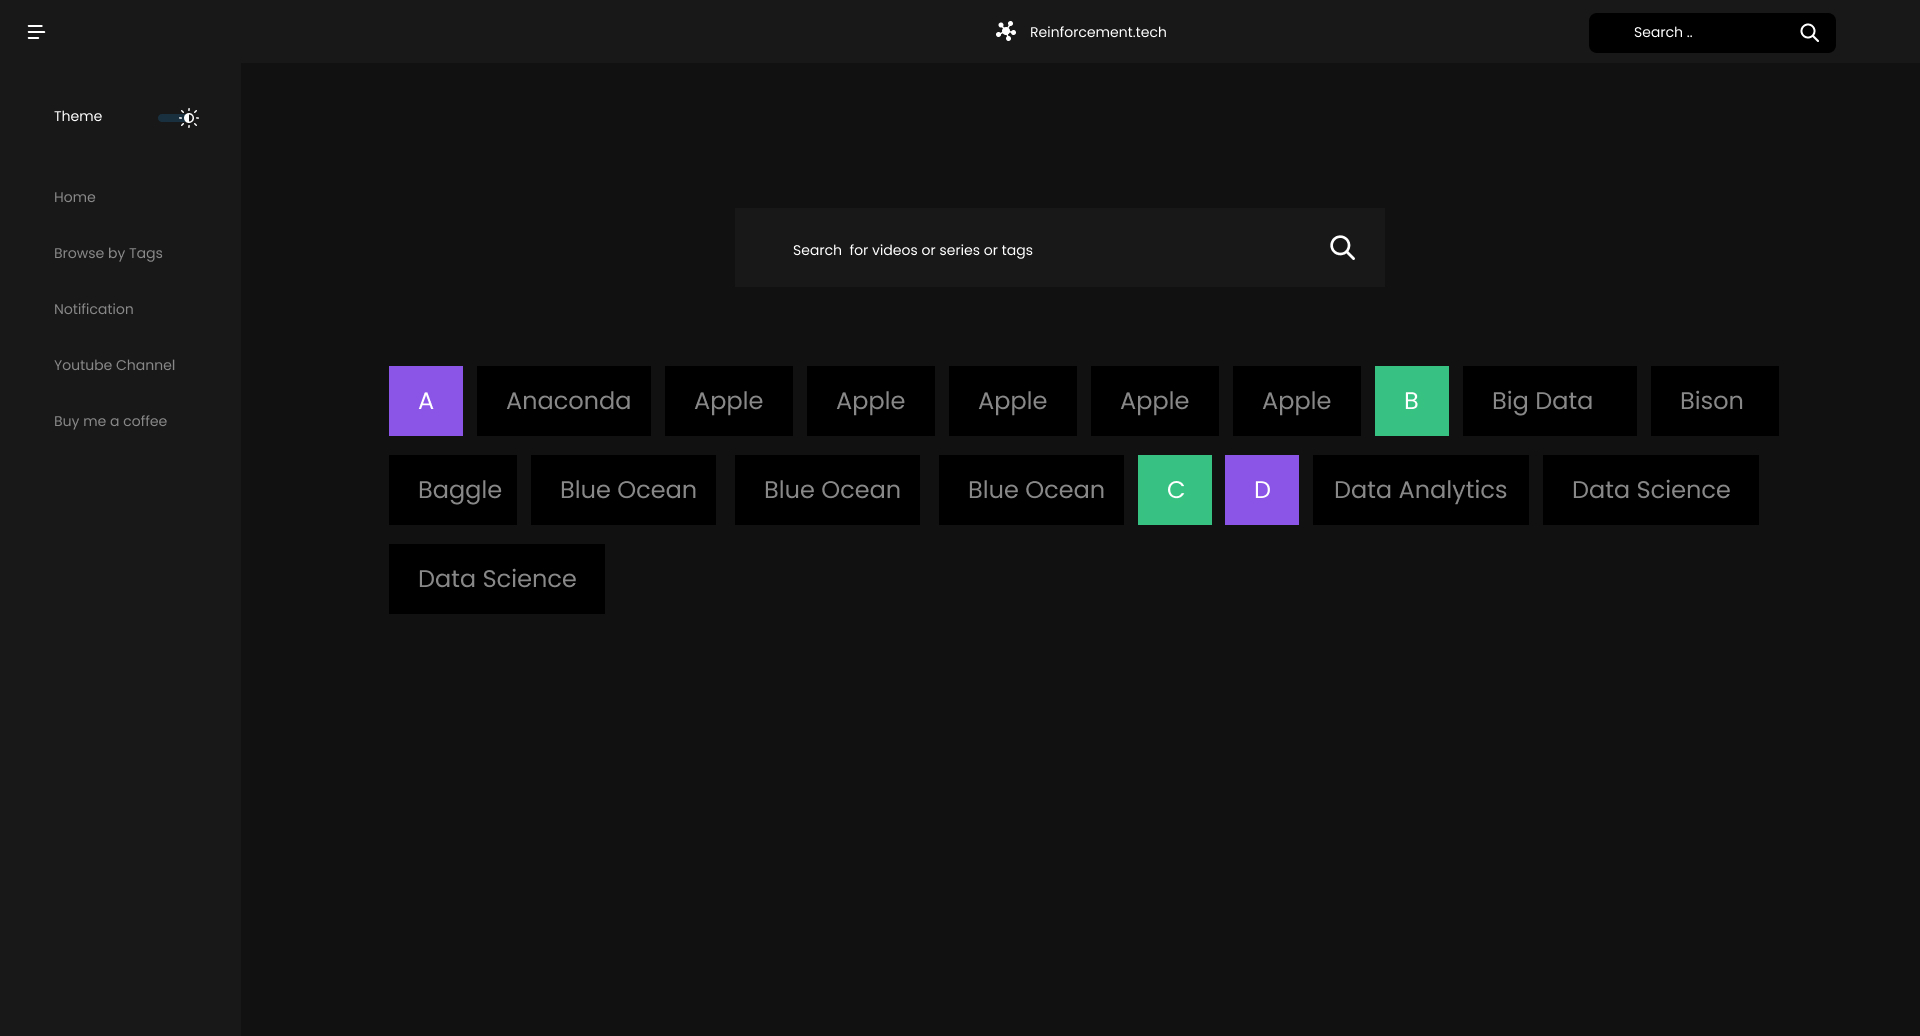 Reinforcement.tech
Search ..
Theme
Home
Browse by Tags
Notification
Youtube Channel
Buy me a coffee
Search  for videos or series or tags
A Anaconda Apple Apple Apple Apple Apple B Big Data Bison
Baggle Blue Ocean Blue Ocean Blue Ocean C D Data Analytics Data Science
Data Science